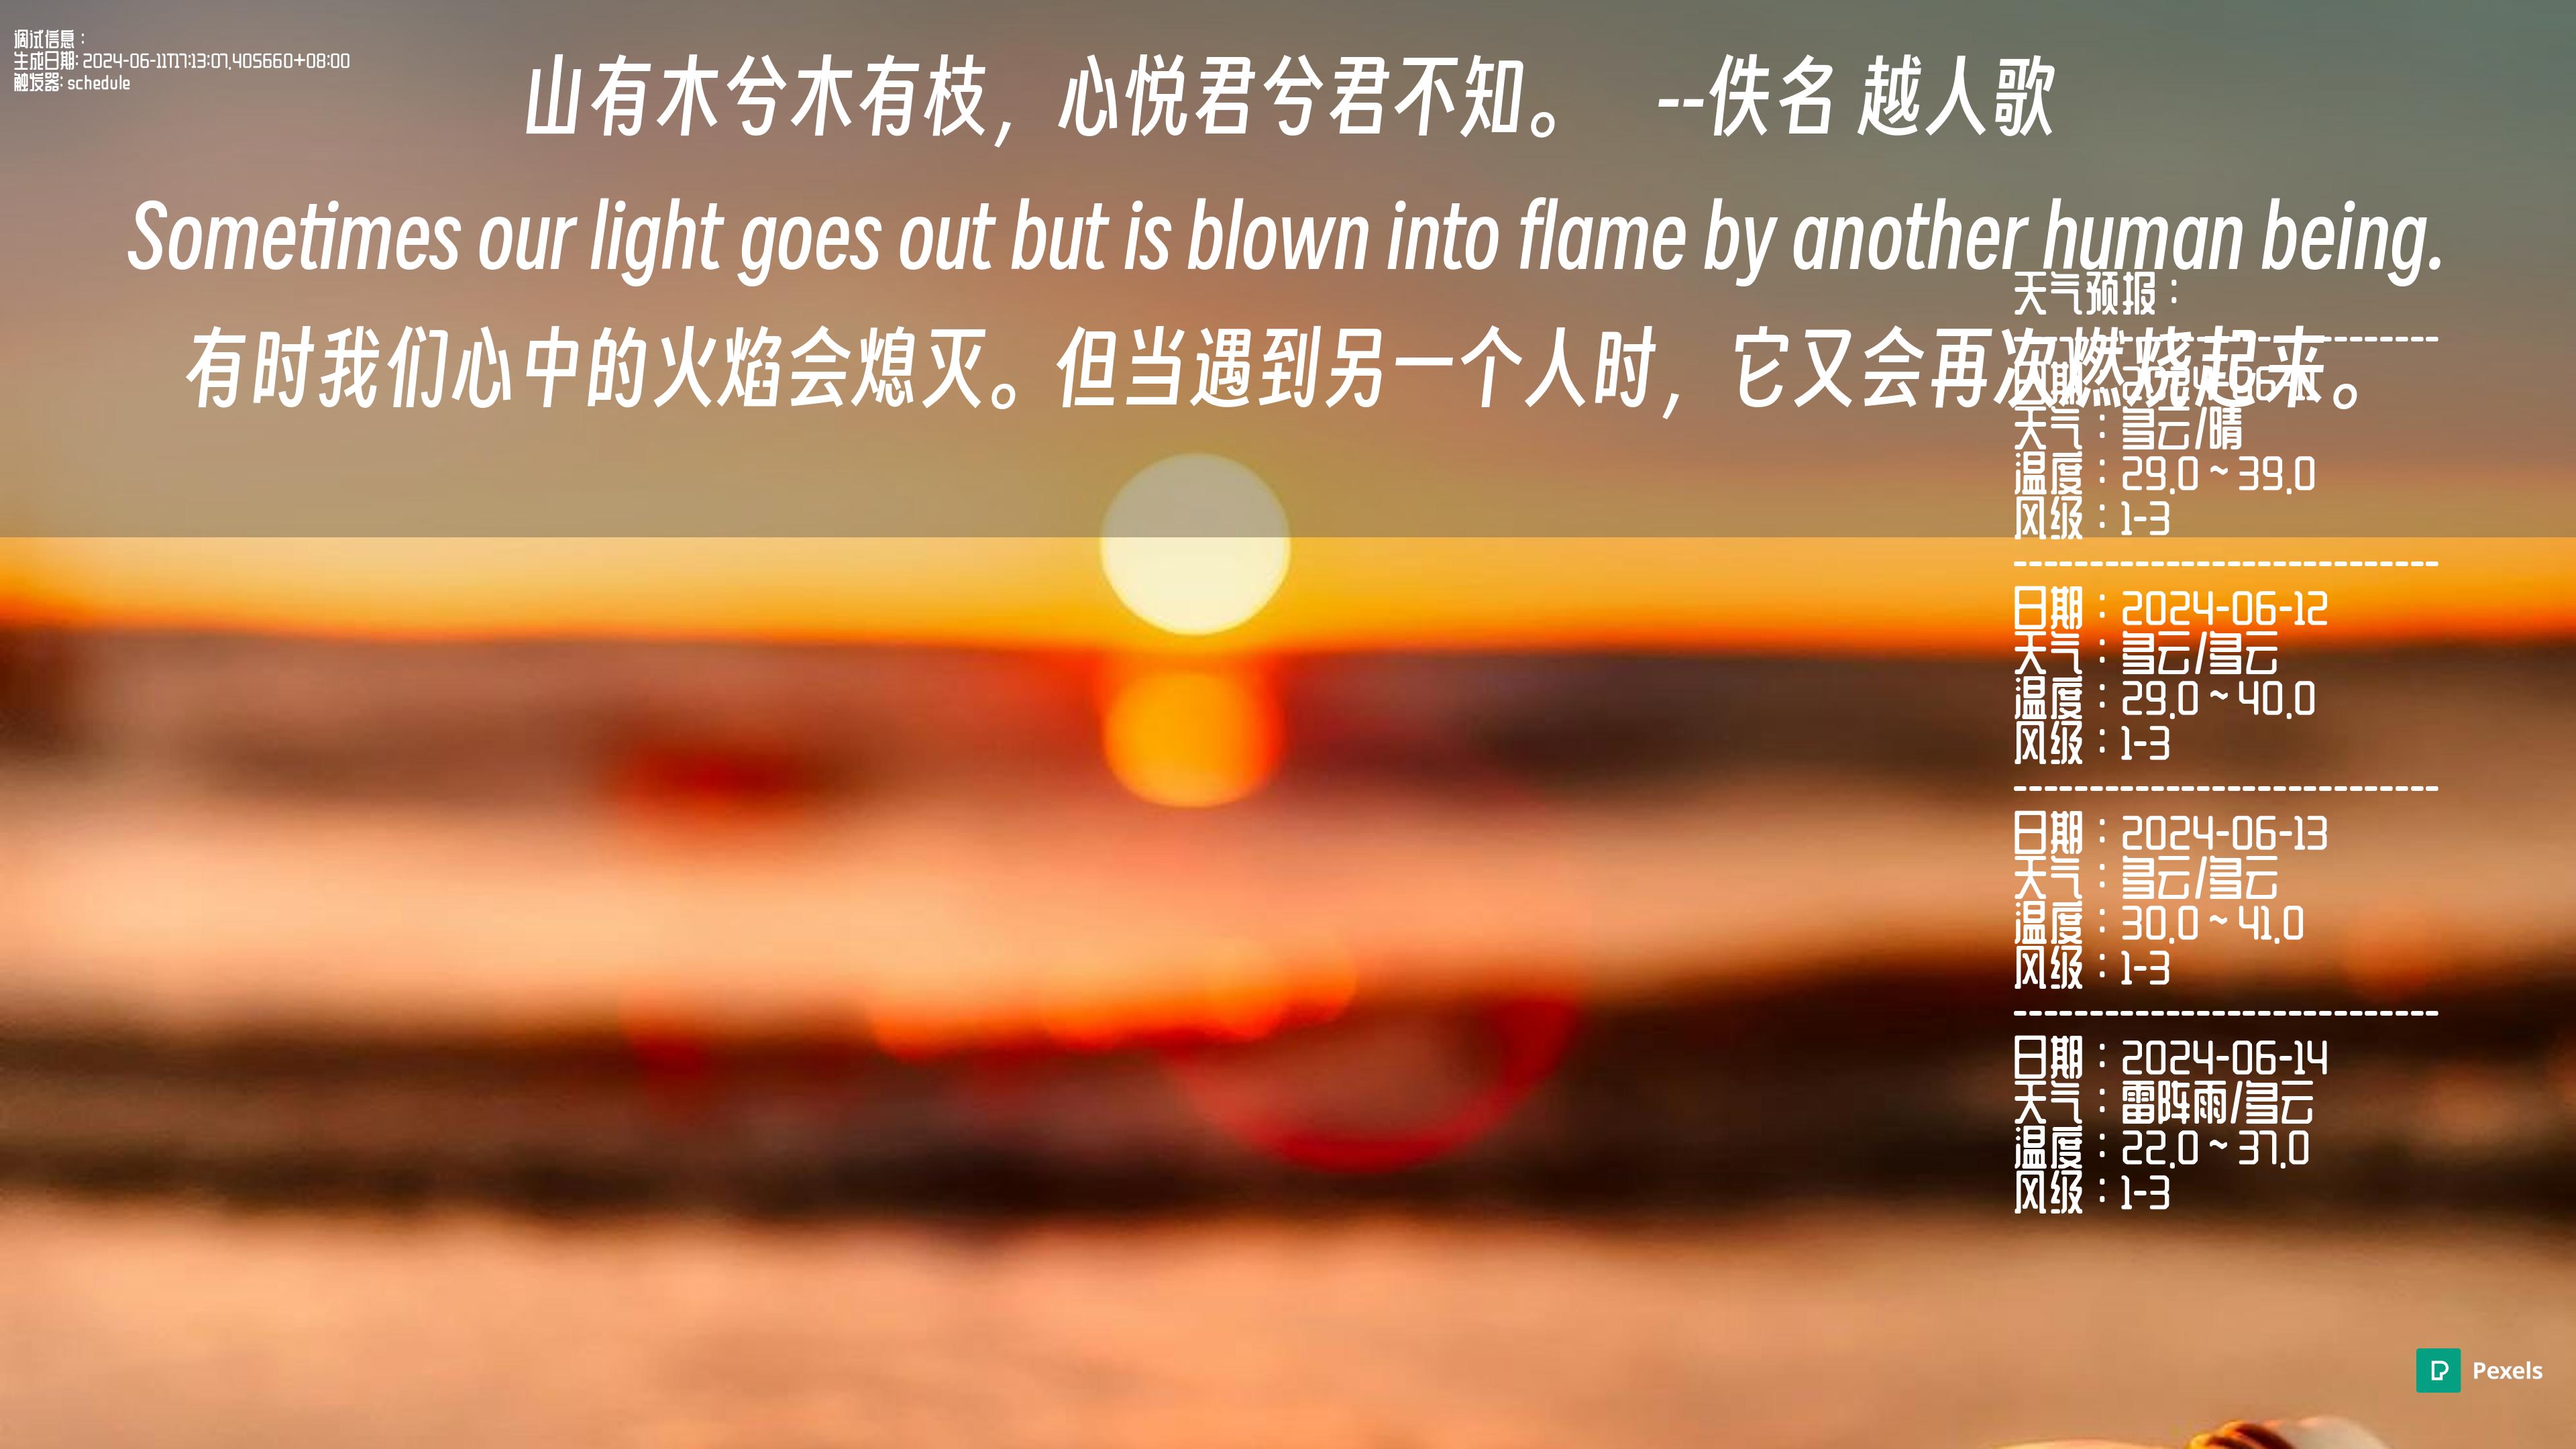 调试信息：
生成日期: 2024-06-11T17:13:07.405660+08:00
触发器: schedule
山有木兮木有枝，心悦君兮君不知。 --佚名 越人歌
Sometimes our light goes out but is blown into flame by another human being.
有时我们心中的火焰会熄灭。但当遇到另一个人时，它又会再次燃烧起来。
天气预报：
----------------------------
日期：2024-06-11
天气：多云/晴
温度：29.0 ~ 39.0
风级：1-3
----------------------------
日期：2024-06-12
天气：多云/多云
温度：29.0 ~ 40.0
风级：1-3
----------------------------
日期：2024-06-13
天气：多云/多云
温度：30.0 ~ 41.0
风级：1-3
----------------------------
日期：2024-06-14
天气：雷阵雨/多云
温度：22.0 ~ 37.0
风级：1-3
Pexels